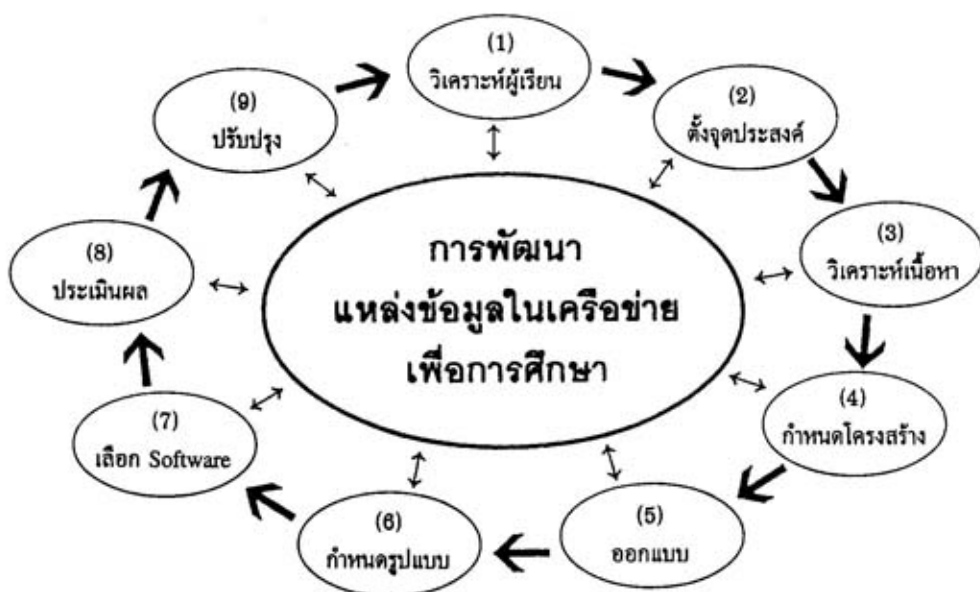 (1)
วิเคราะห์ผู้เรียน
(2)
ตั้งจุดประสงค์
(3)
วิเคราะห์เนื้อหา
(4)
กำหนดโครงสร้าง
(5)
ออกแบบ
(6)
กำหนดรูปแบบ
(7)
เลือก Software
(8)
ประเมินผล
(9)
ปรับปรุง
การพัฒนา
แหล่งข้อมูลในเครือข่าย
เพื่อการศึกษา